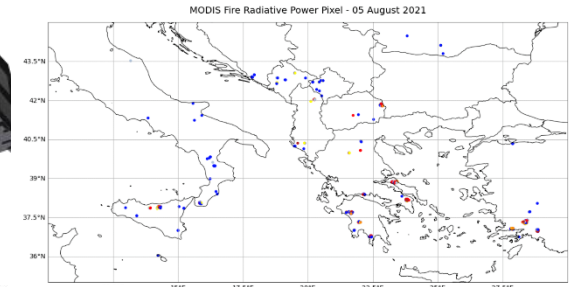 MODIS Fire Radiative Power Pixel - 05 August 2021
43.5°N
42°N
40.5°N
39°N
37.5°N
36°N